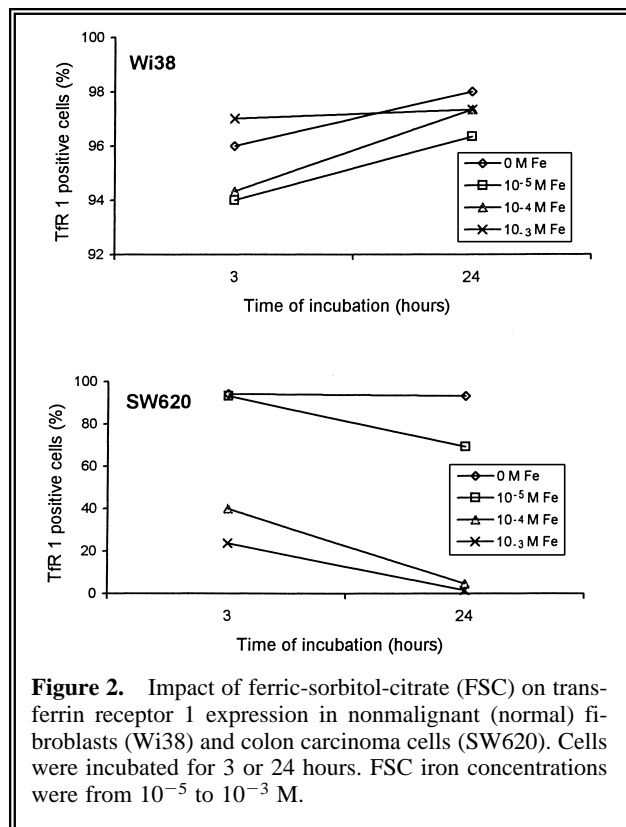 100
Wi38
98
96
94
92
TfR 1 positive cells (%)
0 M Fe
10-5 M Fe
10-4 M Fe
10-3 M Fe
3
24
Time of incubation (hours)
100
SW620
80
60
40
20
0
TfR 1 positive cells (%)
0 M Fe
10-5 M Fe
10-4 M Fe
10-3 M Fe
3
24
Time of incubation (hours)
Figure 2. Impact of ferric-sorbitol-citrate (FSC) on trans-
ferrin receptor 1 expression in nonmalignant (normal) fi-
broblasts (Wi38) and colon carcinoma cells (SW620). Cells
were incubated for 3 or 24 hours. FSC iron concentrations
were from 10−5 to 10−3 M.